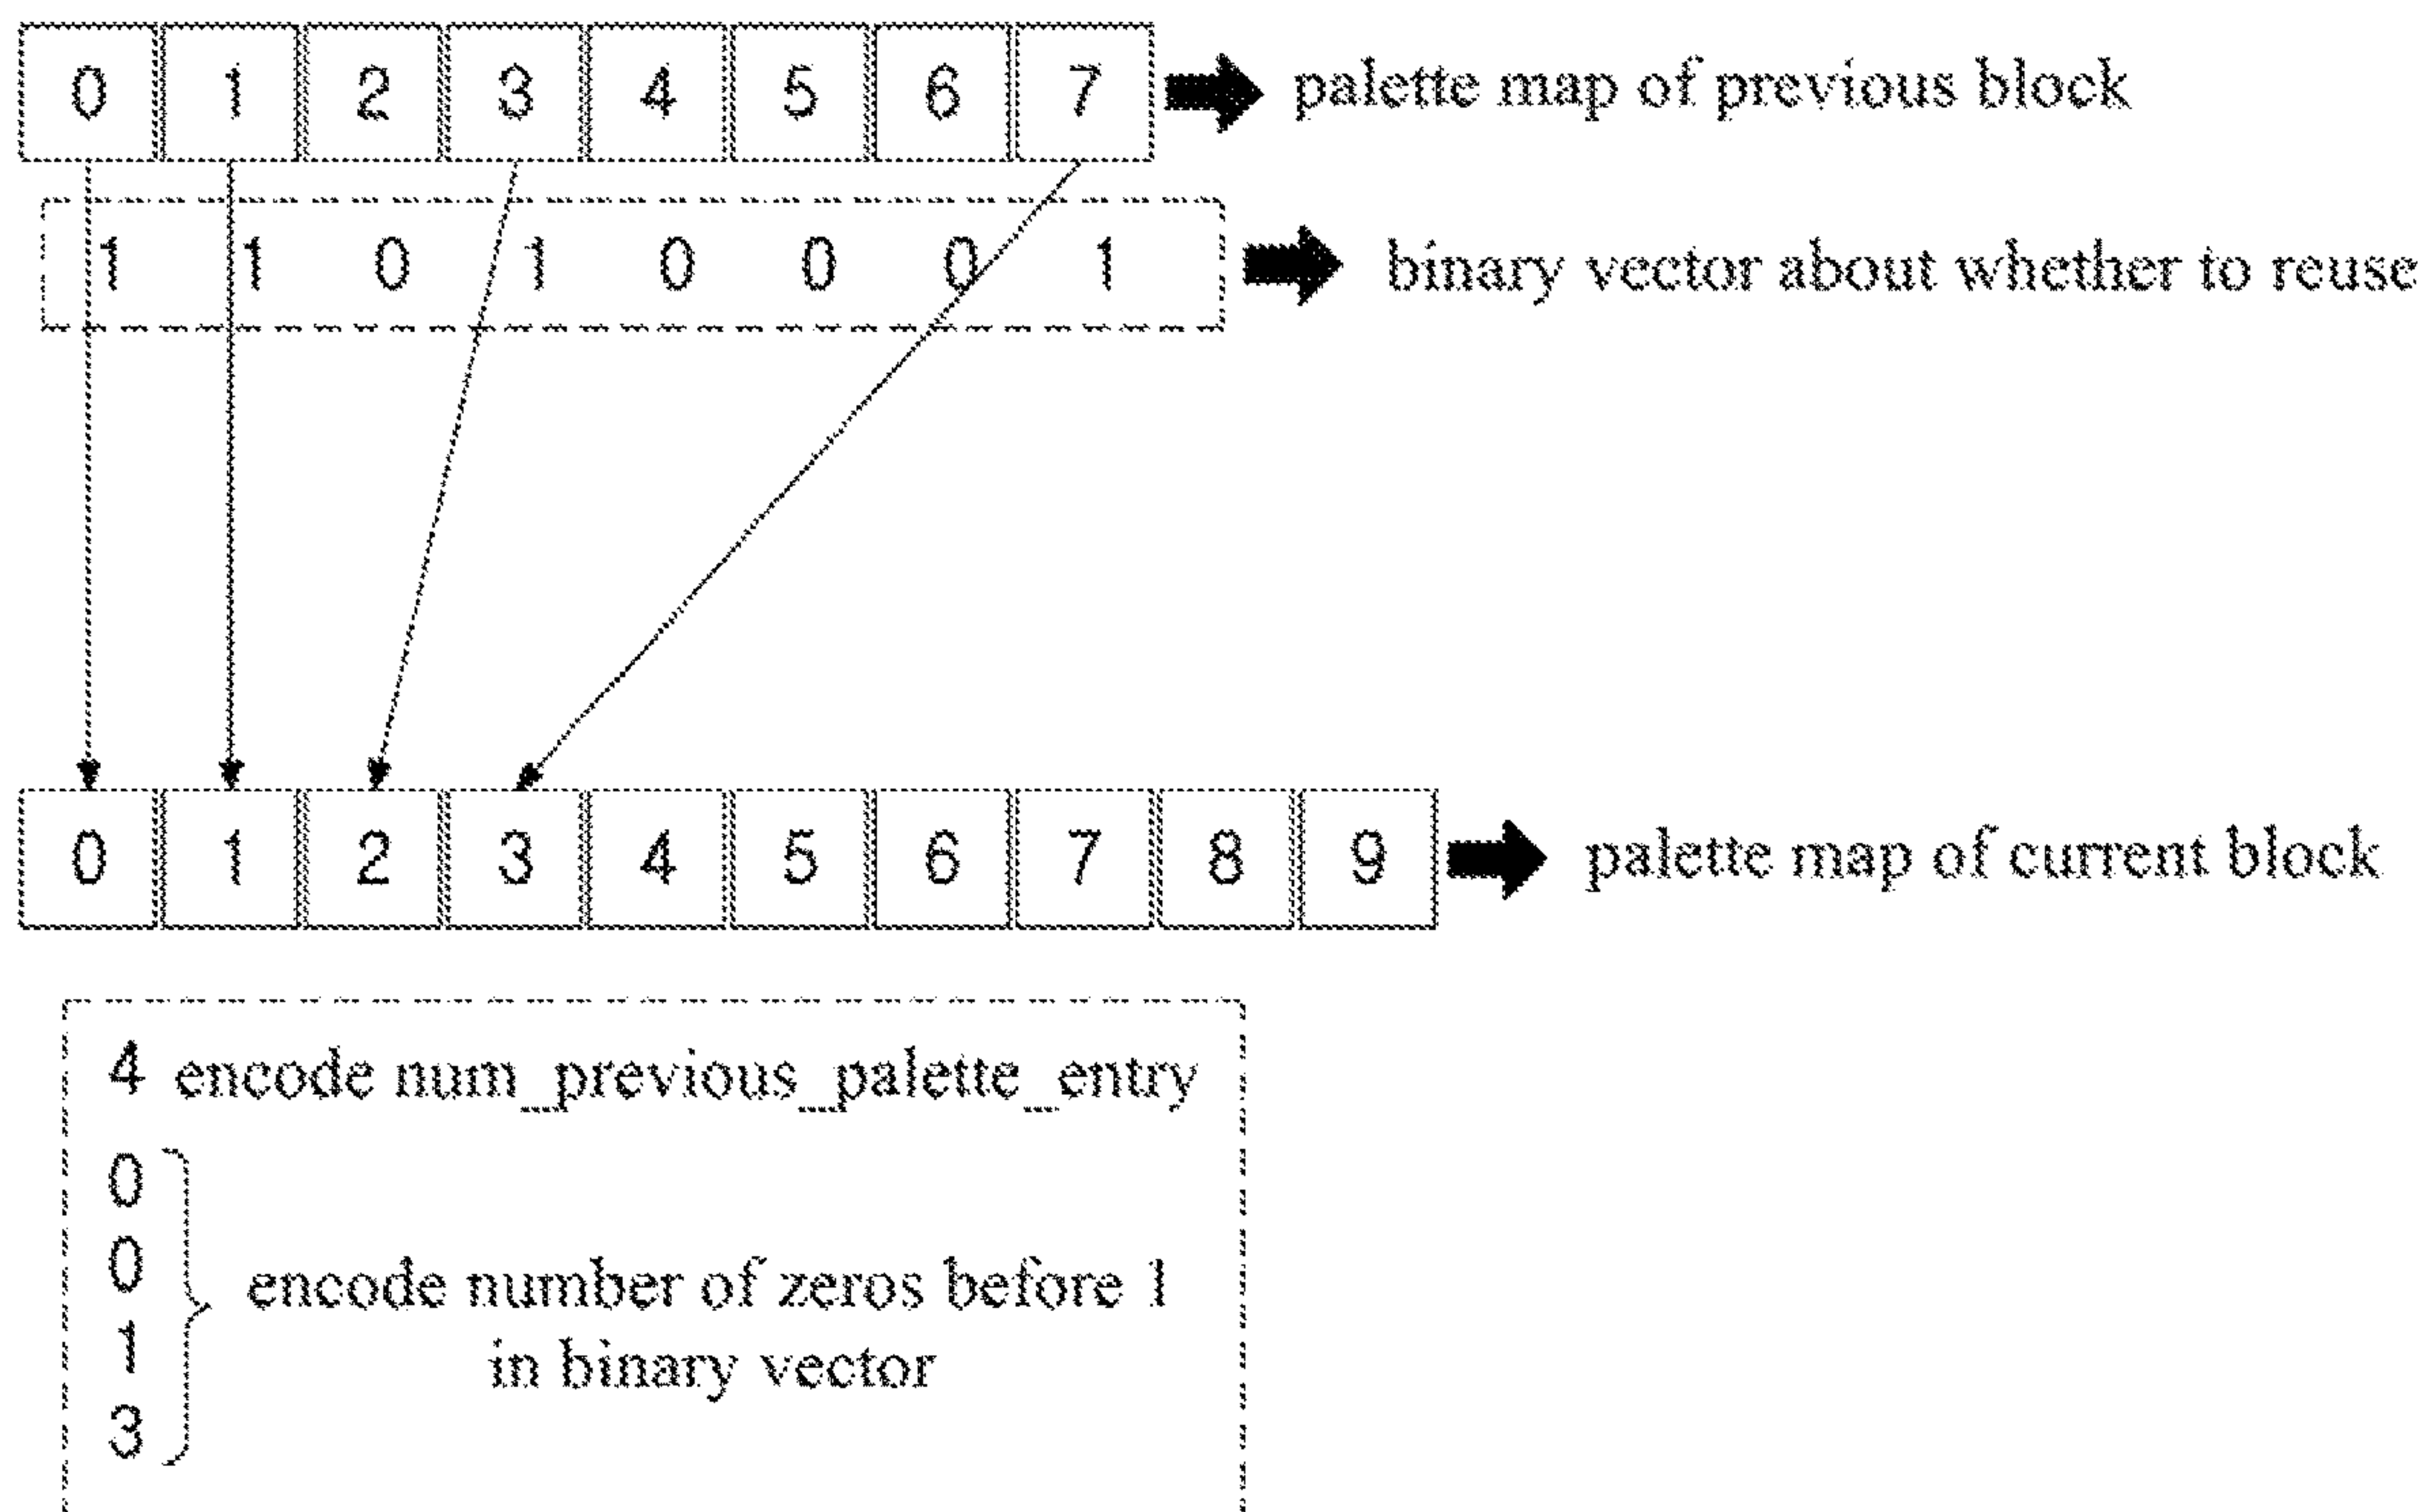 0 1 2 3 4 5 6 7 palette map of previous block
1 1 0 1 0 0 0 1 binary vector about whether to reuse
0 1 2 3 4 5 6 7 8 9 palette map of current block
4 encode num_previous_palette_entry
0
0
encode number of zeros before 1
1
in binary vector
3